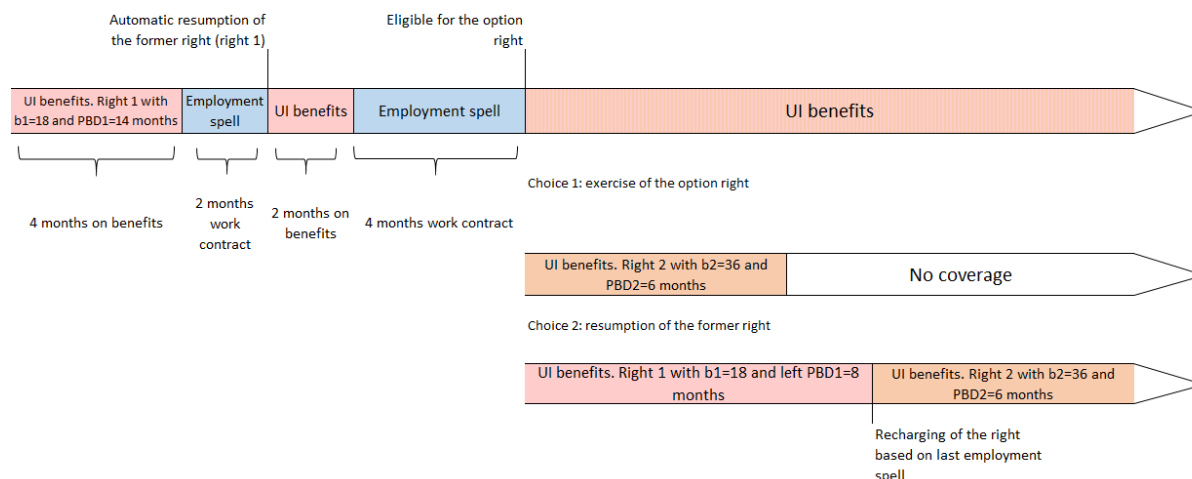 Automatic resumption of
the former right (right 1)
Eligible for the option
right
UI benefits. Right 1 with
b1=18 and PBD1=14 months
Employment
spell
UI benefits
Employment spell
UI benefits
4 months on benefits
2 months
work
contract
2 months on
benefits
4 months work contract
Choice 1: exercise of the option right
UI benefits. Right 2 with b2=36 and
PBD2=6 months
No coverage
Choice 2: resumption of the former right
UI benefits. Right 1 with b1=18 and left PBD1=8
months
UI benefits. Right 2 with b2=36 and
PBD2=6 months
Recharging of the right
based on last employment
spell